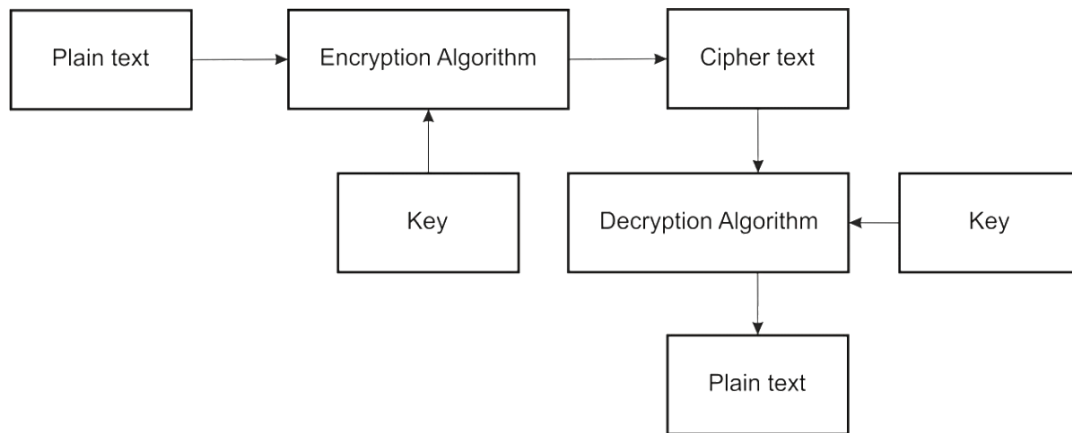 Plain text
Encryption Algorithm
Cipher text
Key
Decryption Algorithm
Key
Plain text